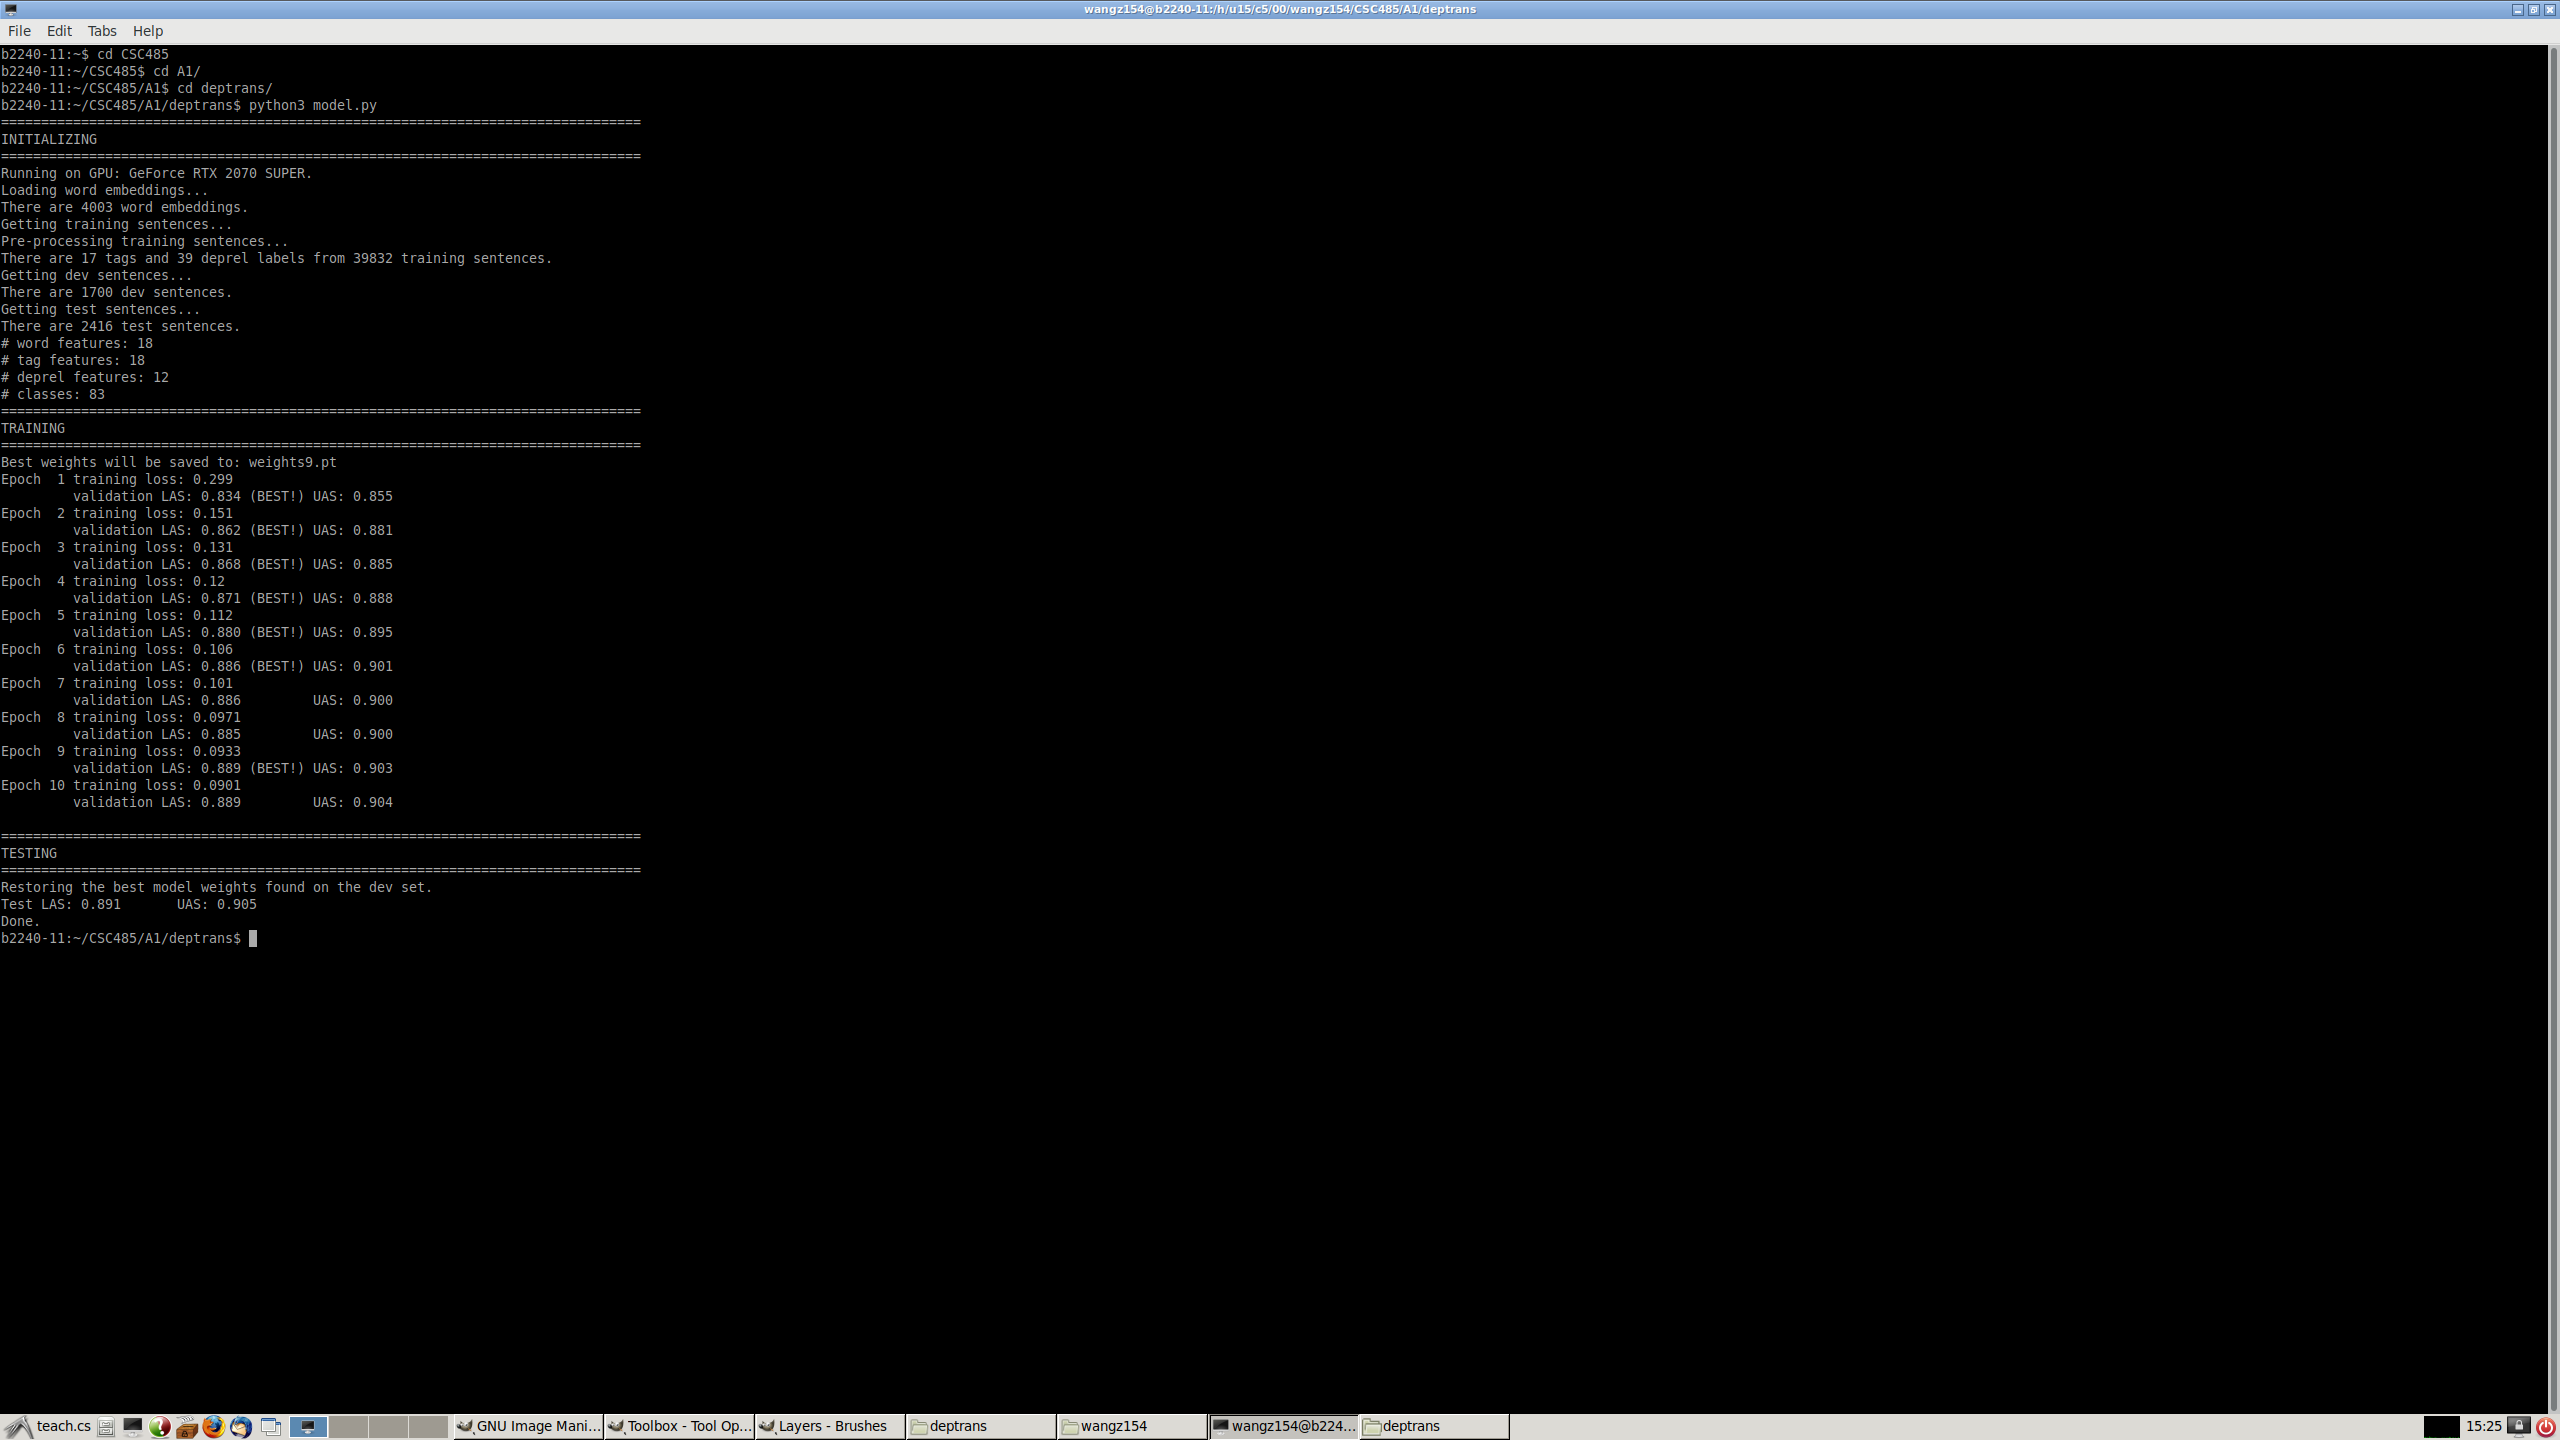 wangz154@b2240-11:/h/u15/c5/00/wangz154/CSC485/A1/deptrans
File Edit Tabs Help
b2240-11:~$ cd CSC485
b2240-11:~/CSC485$ cd A1/
b2240-11:~/CSC485/A1$ cd deptrans/
b2240-11:~/CSC485/A1/deptrans$ python3 model.py
================================================================================
INITIALIZING
================================================================================
Running on GPU: GeForce RTX 2070 SUPER.
Loading word embeddings...
There are 4003 word embeddings.
Getting training sentences...
Pre-processing training sentences...
There are 17 tags and 39 deprel labels from 39832 training sentences.
Getting dev sentences...
There are 1700 dev sentences.
Getting test sentences...
There are 2416 test sentences.
# word features: 18
# tag features: 18
# deprel features: 12
# classes: 83
================================================================================
TRAINING
================================================================================
Best weights will be saved to: weights9.pt
Epoch  1 training loss: 0.299
         validation LAS: 0.834 (BEST!) UAS: 0.855
Epoch  2 training loss: 0.151
         validation LAS: 0.862 (BEST!) UAS: 0.881
Epoch  3 training loss: 0.131
         validation LAS: 0.868 (BEST!) UAS: 0.885
Epoch  4 training loss: 0.12
         validation LAS: 0.871 (BEST!) UAS: 0.888
Epoch  5 training loss: 0.112
         validation LAS: 0.880 (BEST!) UAS: 0.895
Epoch  6 training loss: 0.106
         validation LAS: 0.886 (BEST!) UAS: 0.901
Epoch  7 training loss: 0.101
         validation LAS: 0.886         UAS: 0.900
Epoch  8 training loss: 0.0971
         validation LAS: 0.885         UAS: 0.900
Epoch  9 training loss: 0.0933
         validation LAS: 0.889 (BEST!) UAS: 0.903
Epoch 10 training loss: 0.0901
         validation LAS: 0.889         UAS: 0.904
================================================================================
TESTING
================================================================================
Restoring the best model weights found on the dev set.
Test LAS: 0.891       UAS: 0.905
Done.
b2240-11:~/CSC485/A1/deptrans$
teach.cs GNU Image Mani... Toolbox - Tool Op... Layers - Brushes deptrans wangz154 wangz154@b224... deptrans 15:25